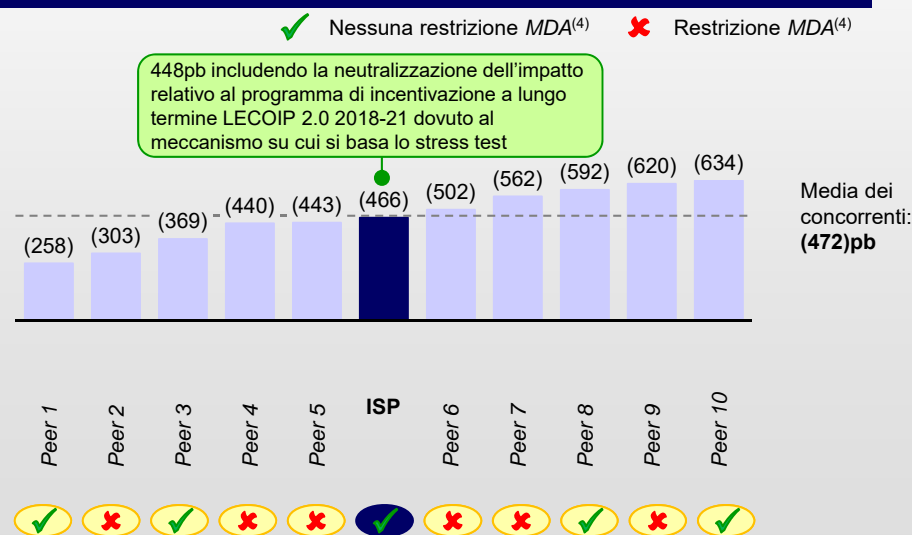 Nessuna restrizione MDA(4)
Restrizione MDA(4)
448pb includendo la neutralizzazione dell’impatto
relativo al programma di incentivazione a lungo
termine LECOIP 2.0 2018-21 dovuto al
meccanismo su cui si basa lo stress test
(258)
(303)
(369)
(440)
(443)
(466)
(502)
(562)
(592)
(620)
(634)
Media dei
concorrenti:
(472)pb
Peer 1
Peer 2
Peer 3
Peer 4
Peer 5
ISP
Peer 6
Peer 7
Peer 8
Peer 9
Peer 10